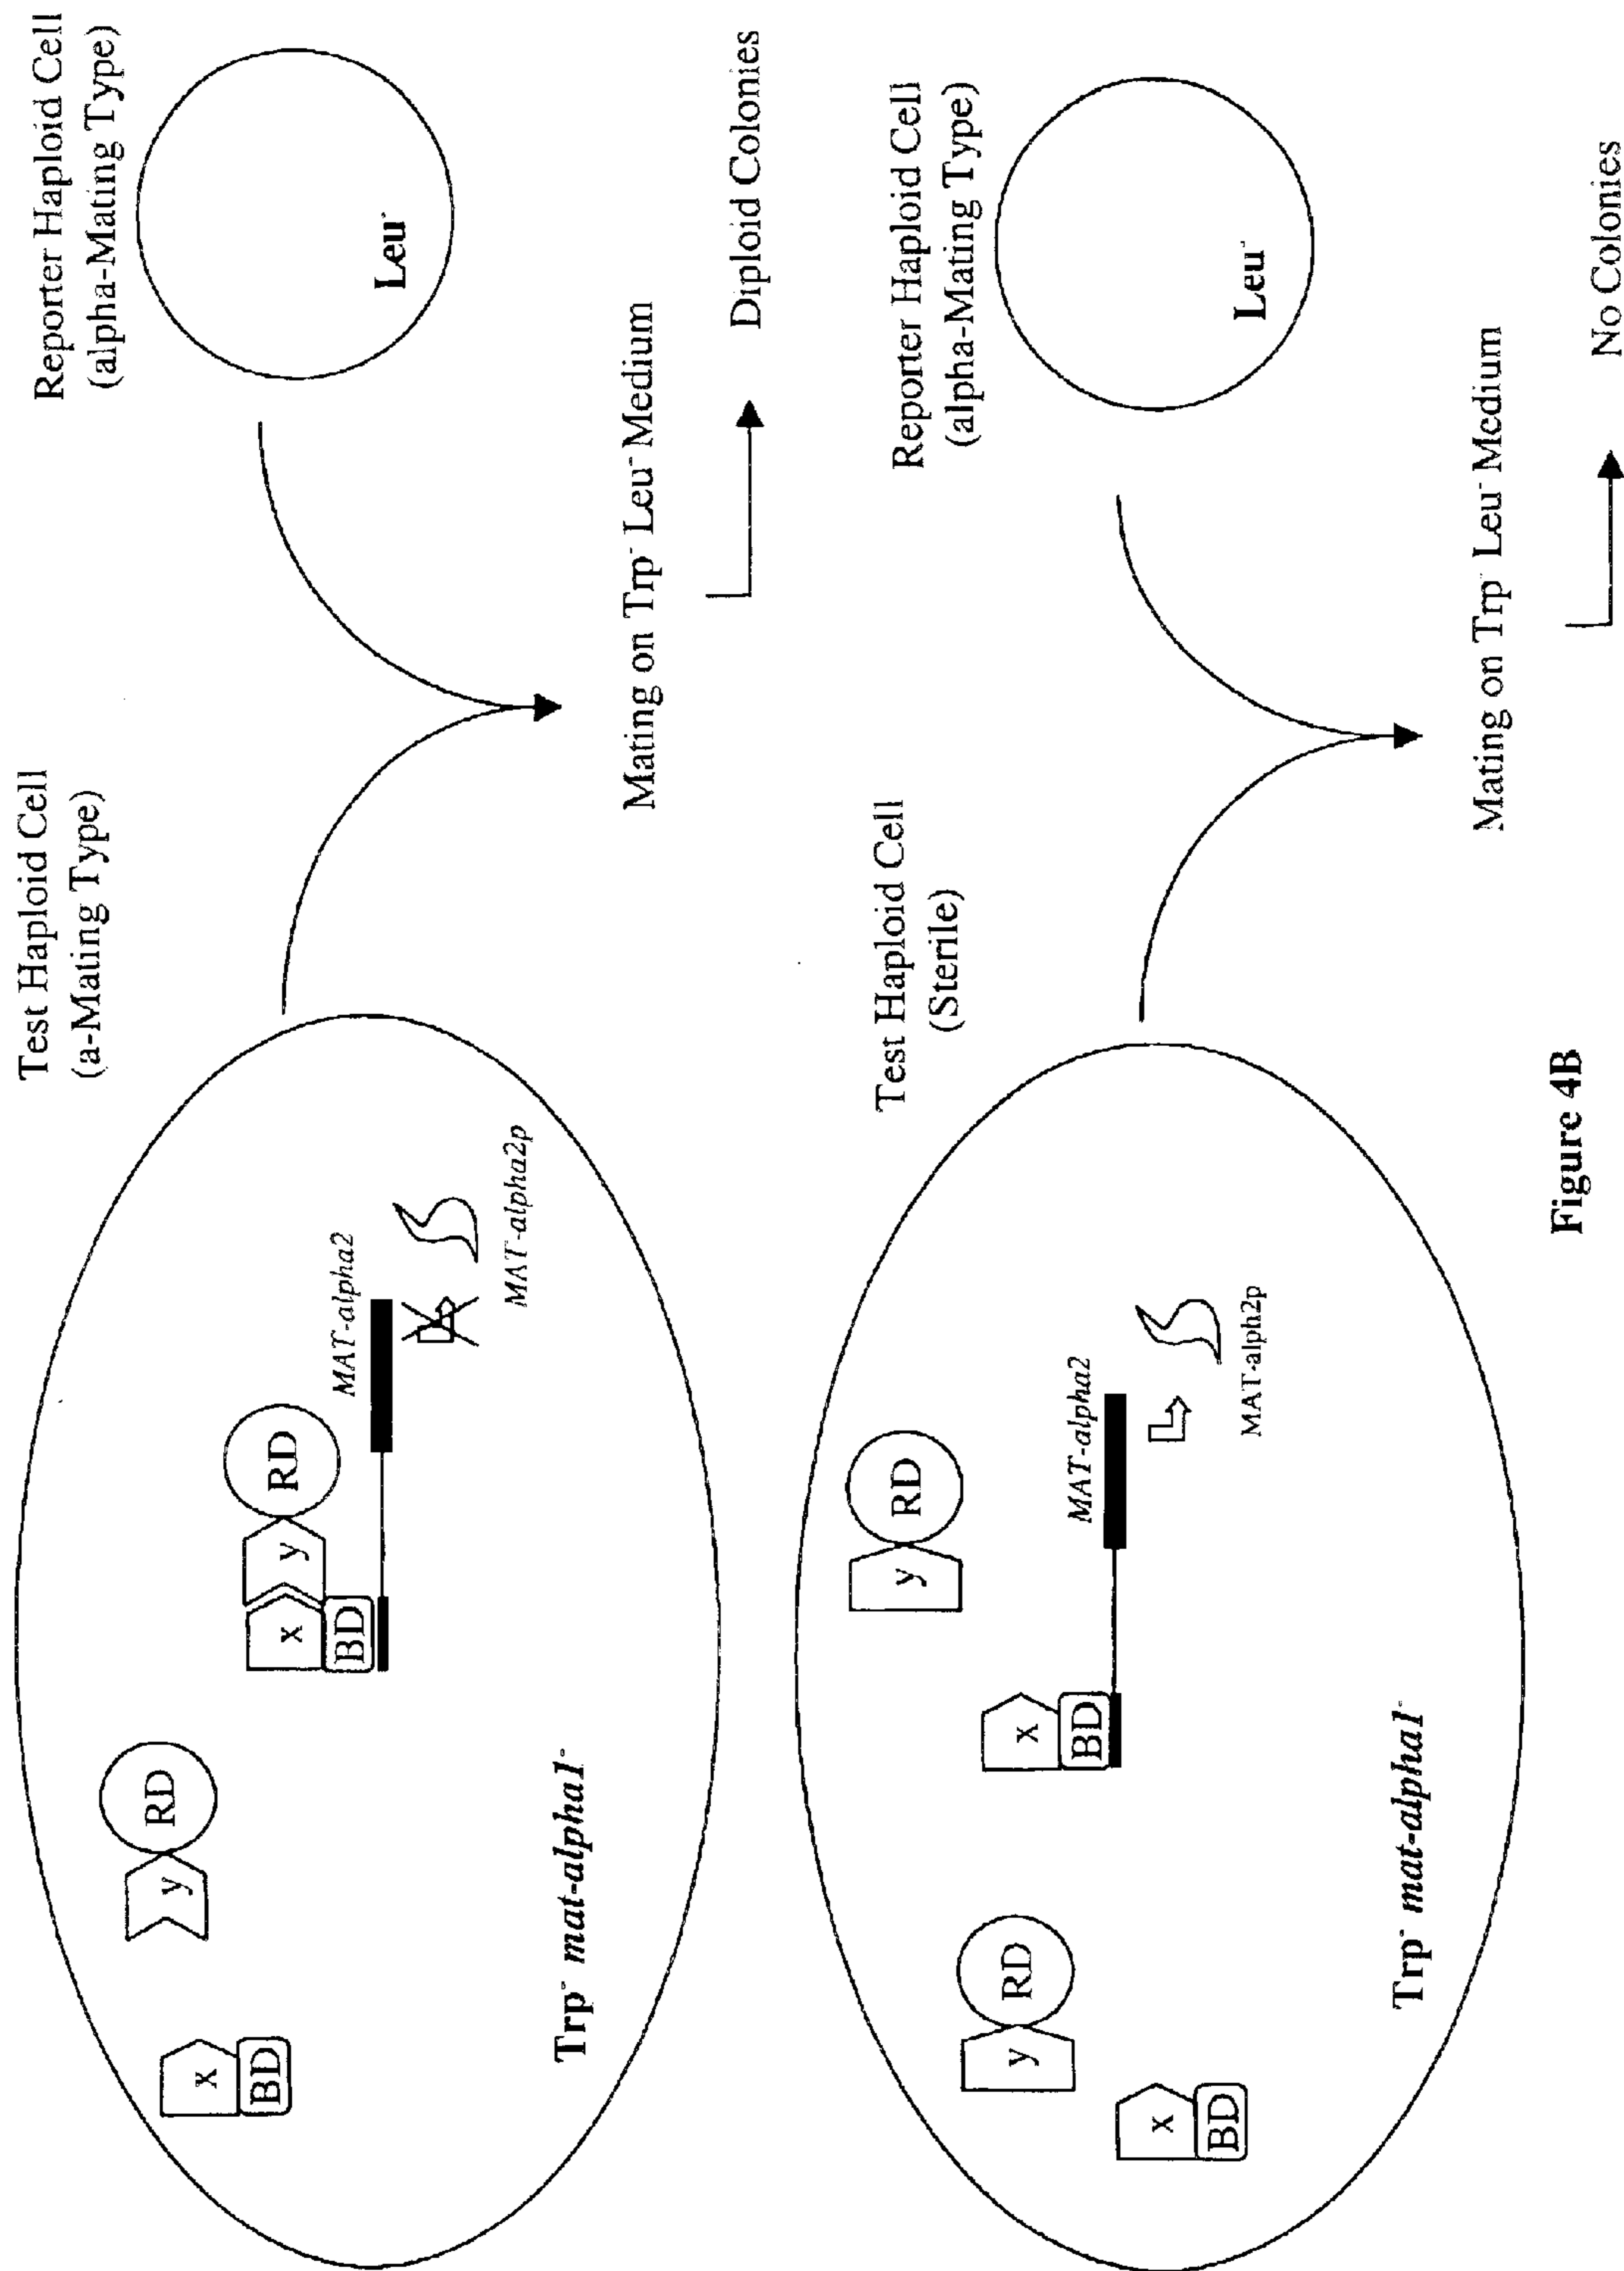 Test Haploid Cell
(a-Mating Type)
Reporter Haploid Cell
(alpha-Mating Type)
x
BD
y
RD
x
y
RD
BD
MAT-alpha2
MAT-alpha2p
Trp⁻ mat-alpha1⁻
Leu⁻
Mating on Trp⁻ Leu⁻ Medium
Diploid Colonies
Test Haploid Cell
(Sterile)
Reporter Haploid Cell
(alpha-Mating Type)
y
RD
y
RD
x
BD
x
BD
MAT-alpha2
MAT-alph2p
Trp⁻ mat-alpha1⁻
Leu⁻
Mating on Trp⁻ Leu⁻ Medium
No Colonies
Figure 4B